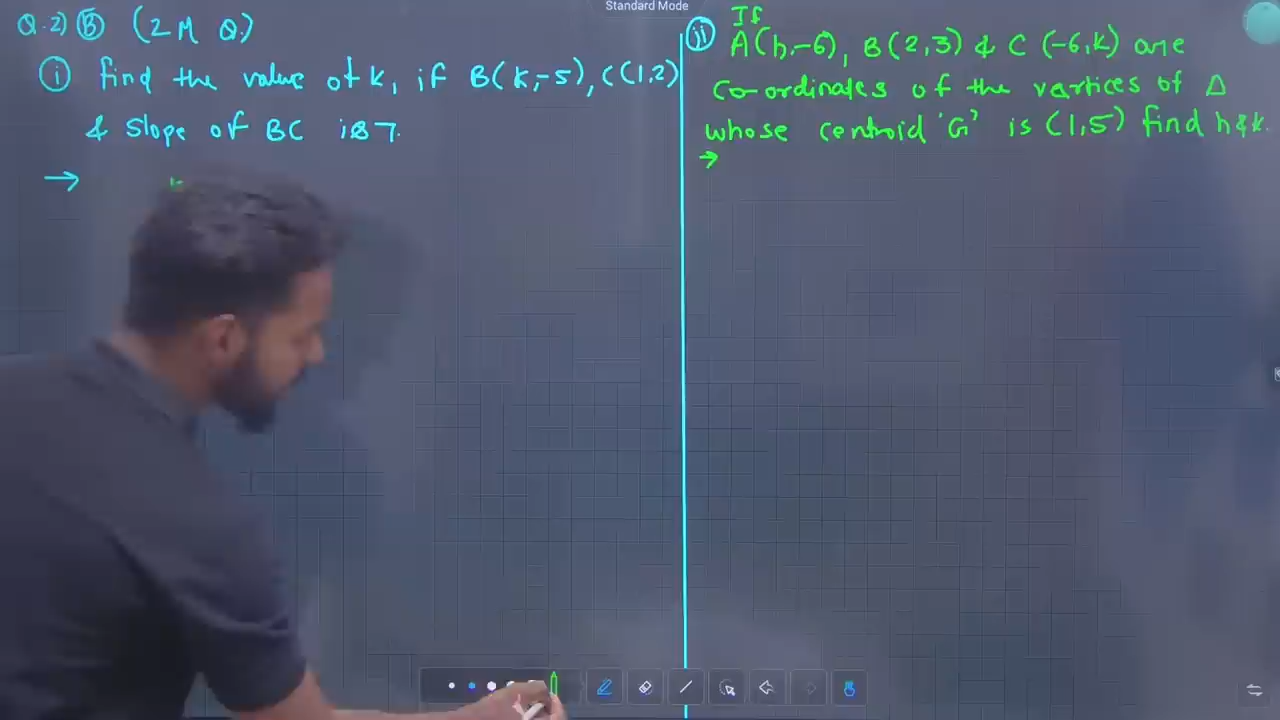 Standard Mode
Q.2) B (2 M Q.)
i find the value of k, if B(k,-5), C(1,2)
& slope of BC is 7.
→
ii If
A(h,-6), B(2,3) & C (-6,k) are
co-ordinates of the vertices of Δ
whose centroid 'G' is (1,5) find h & k.
→